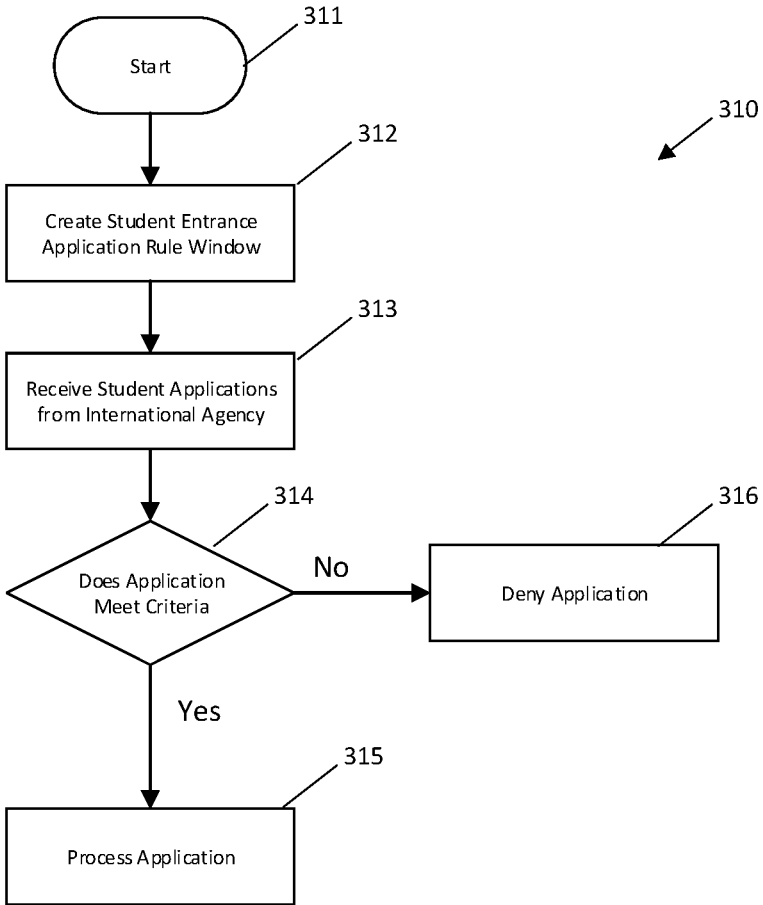 311
Start
310
312
Create Student Entrance
Application Rule Window
313
Receive Student Applications
from International Agency
314
316
Does Application
Meet Criteria
No
Deny Application
Yes
315
Process Application